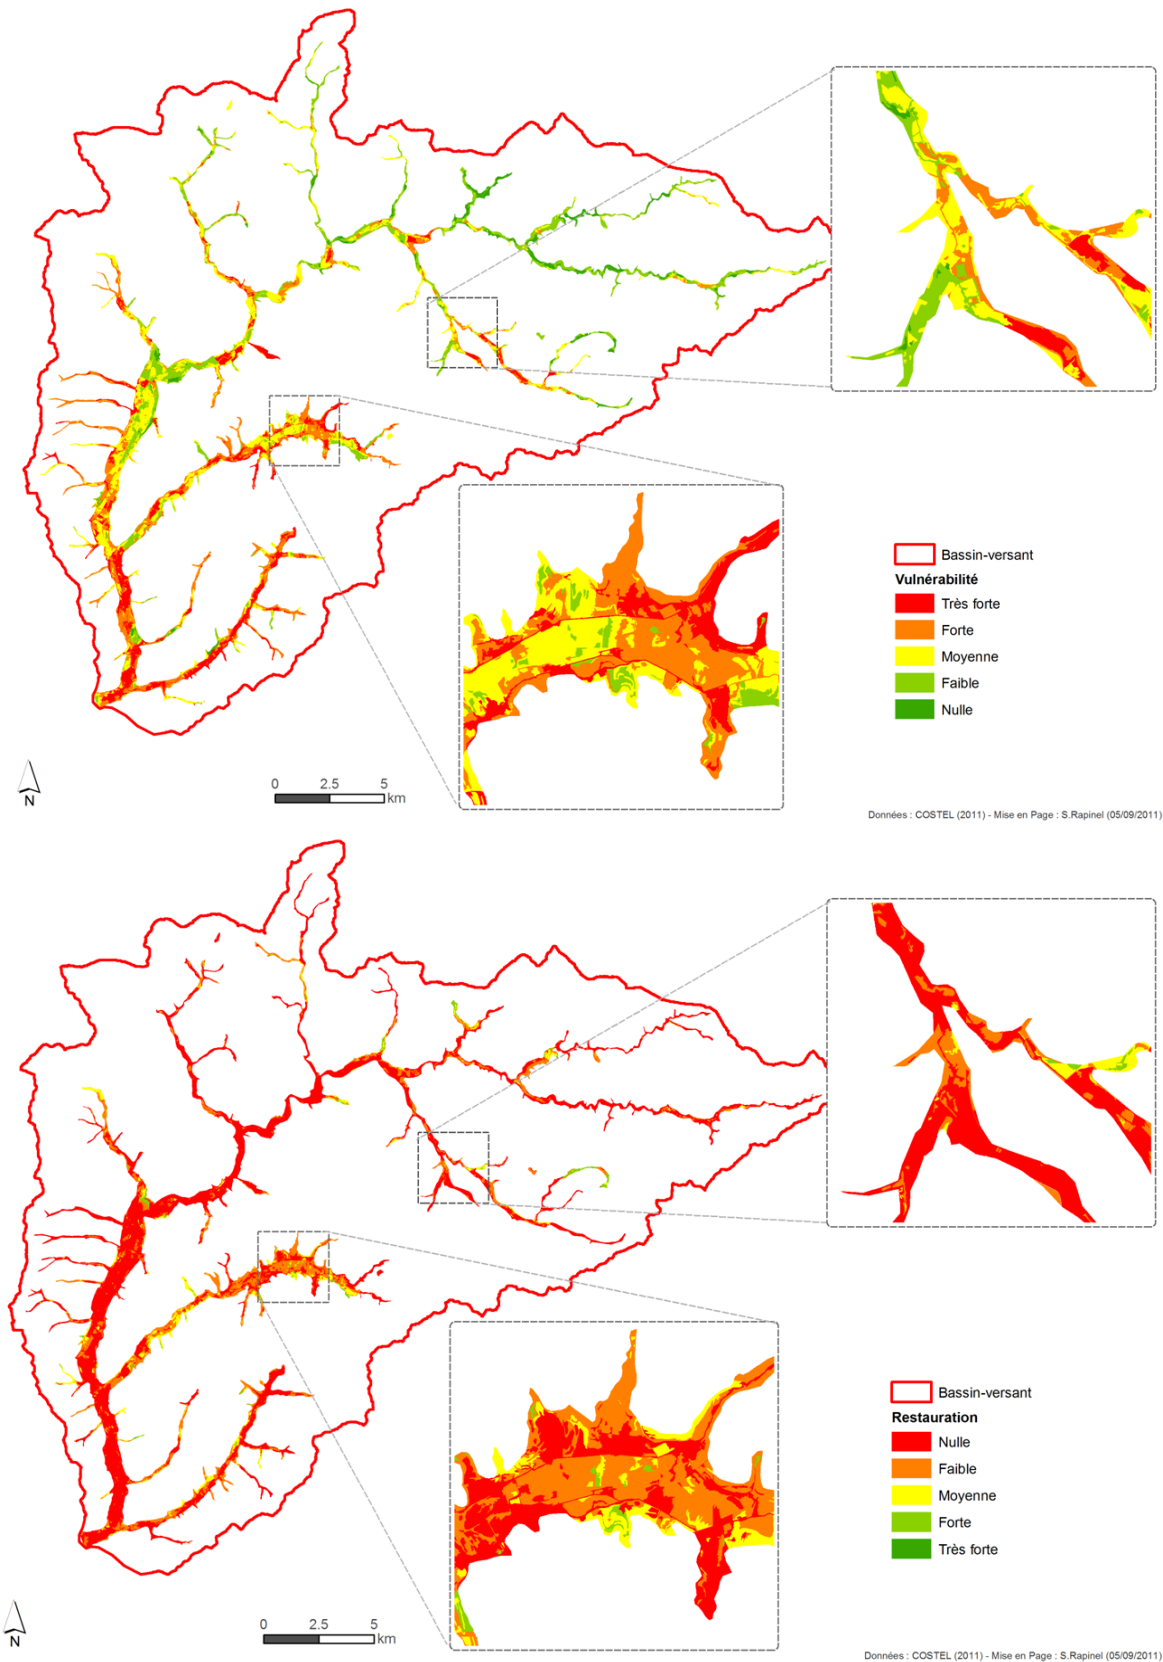 Bassin-versant
Vulnérabilité
Très forte
Forte
Moyenne
Faible
Nulle
N
0 2.5 5
km
Données : COSTEL (2011) - Mise en Page : S.Rapinel (05/09/2011)
Bassin-versant
Restauration
Nulle
Faible
Moyenne
Forte
Très forte
N
0 2.5 5
km
Données : COSTEL (2011) - Mise en Page : S.Rapinel (05/09/2011)